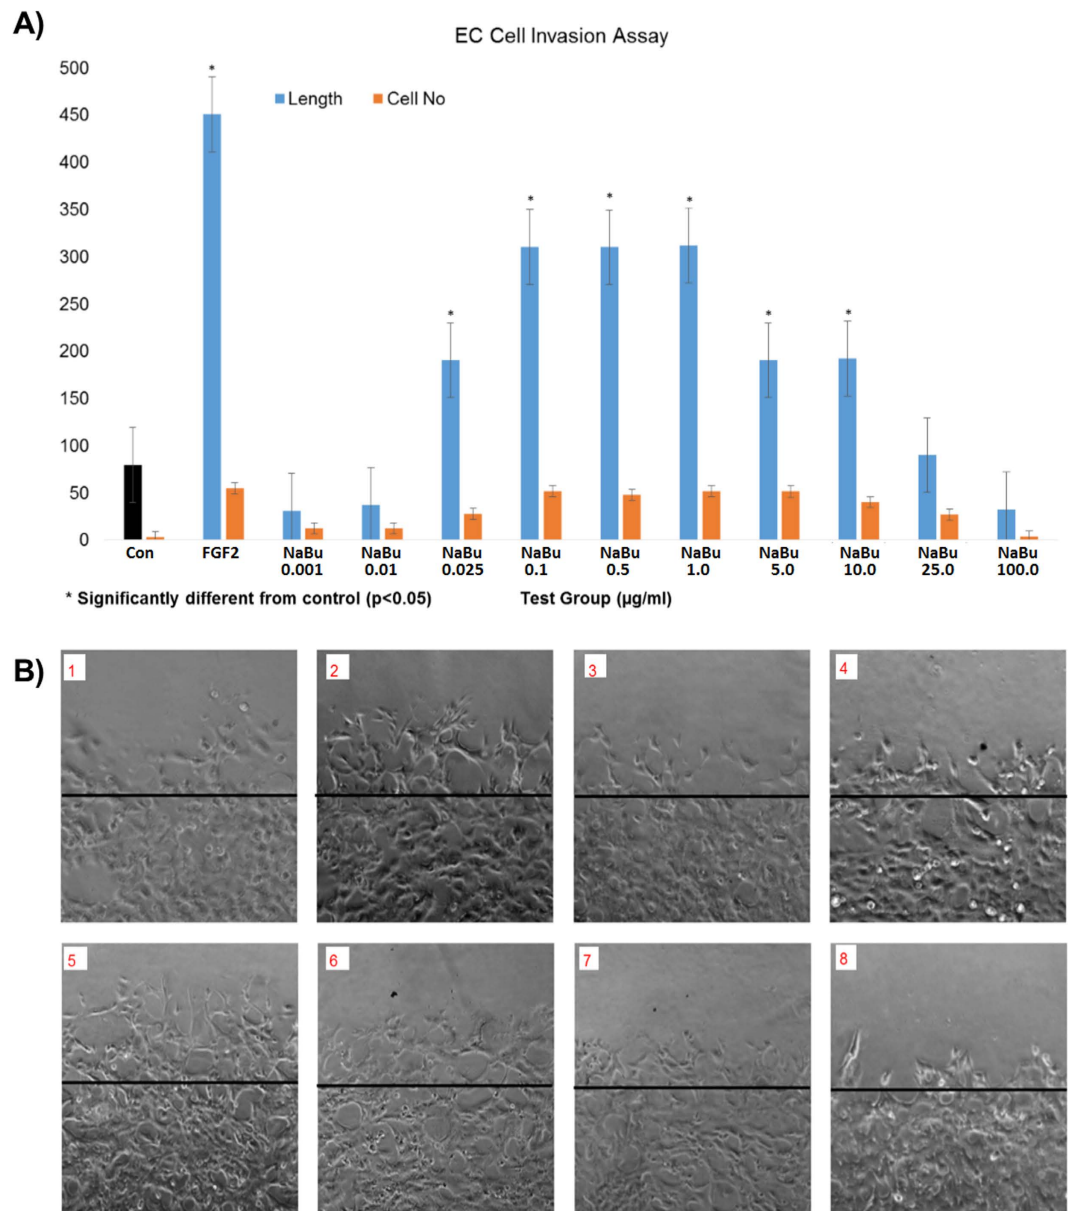 A)
EC Cell Invasion Assay
500
450
400
350
300
250
200
150
100
50
0
Length
Cell No
*
*
*
*
*
*
*
Con FGF2 NaBu NaBu NaBu NaBu NaBu NaBu NaBu NaBu NaBu NaBu
0.001 0.01 0.025 0.1 0.5 1.0 5.0 10.0 25.0 100.0
* Significantly different from control (p<0.05) Test Group (µg/ml)
B)
1 2 3 4
5 6 7 8